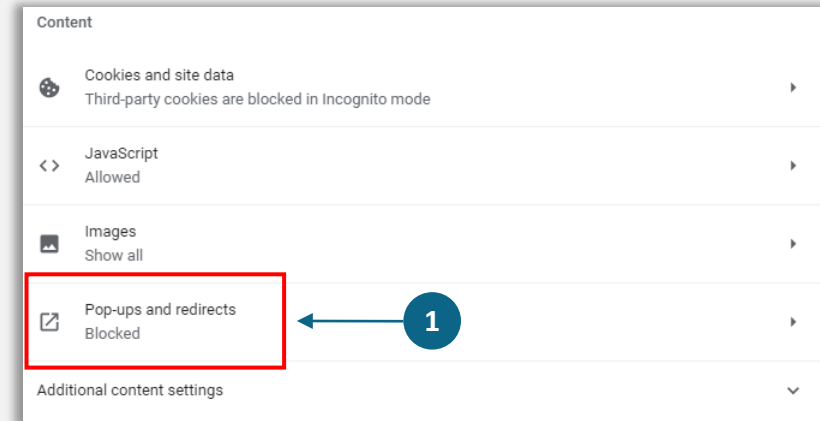 Content
Cookies and site data
Third-party cookies are blocked in Incognito mode
JavaScript
Allowed
Images
Show all
Pop-ups and redirects
Blocked
1
Additional content settings